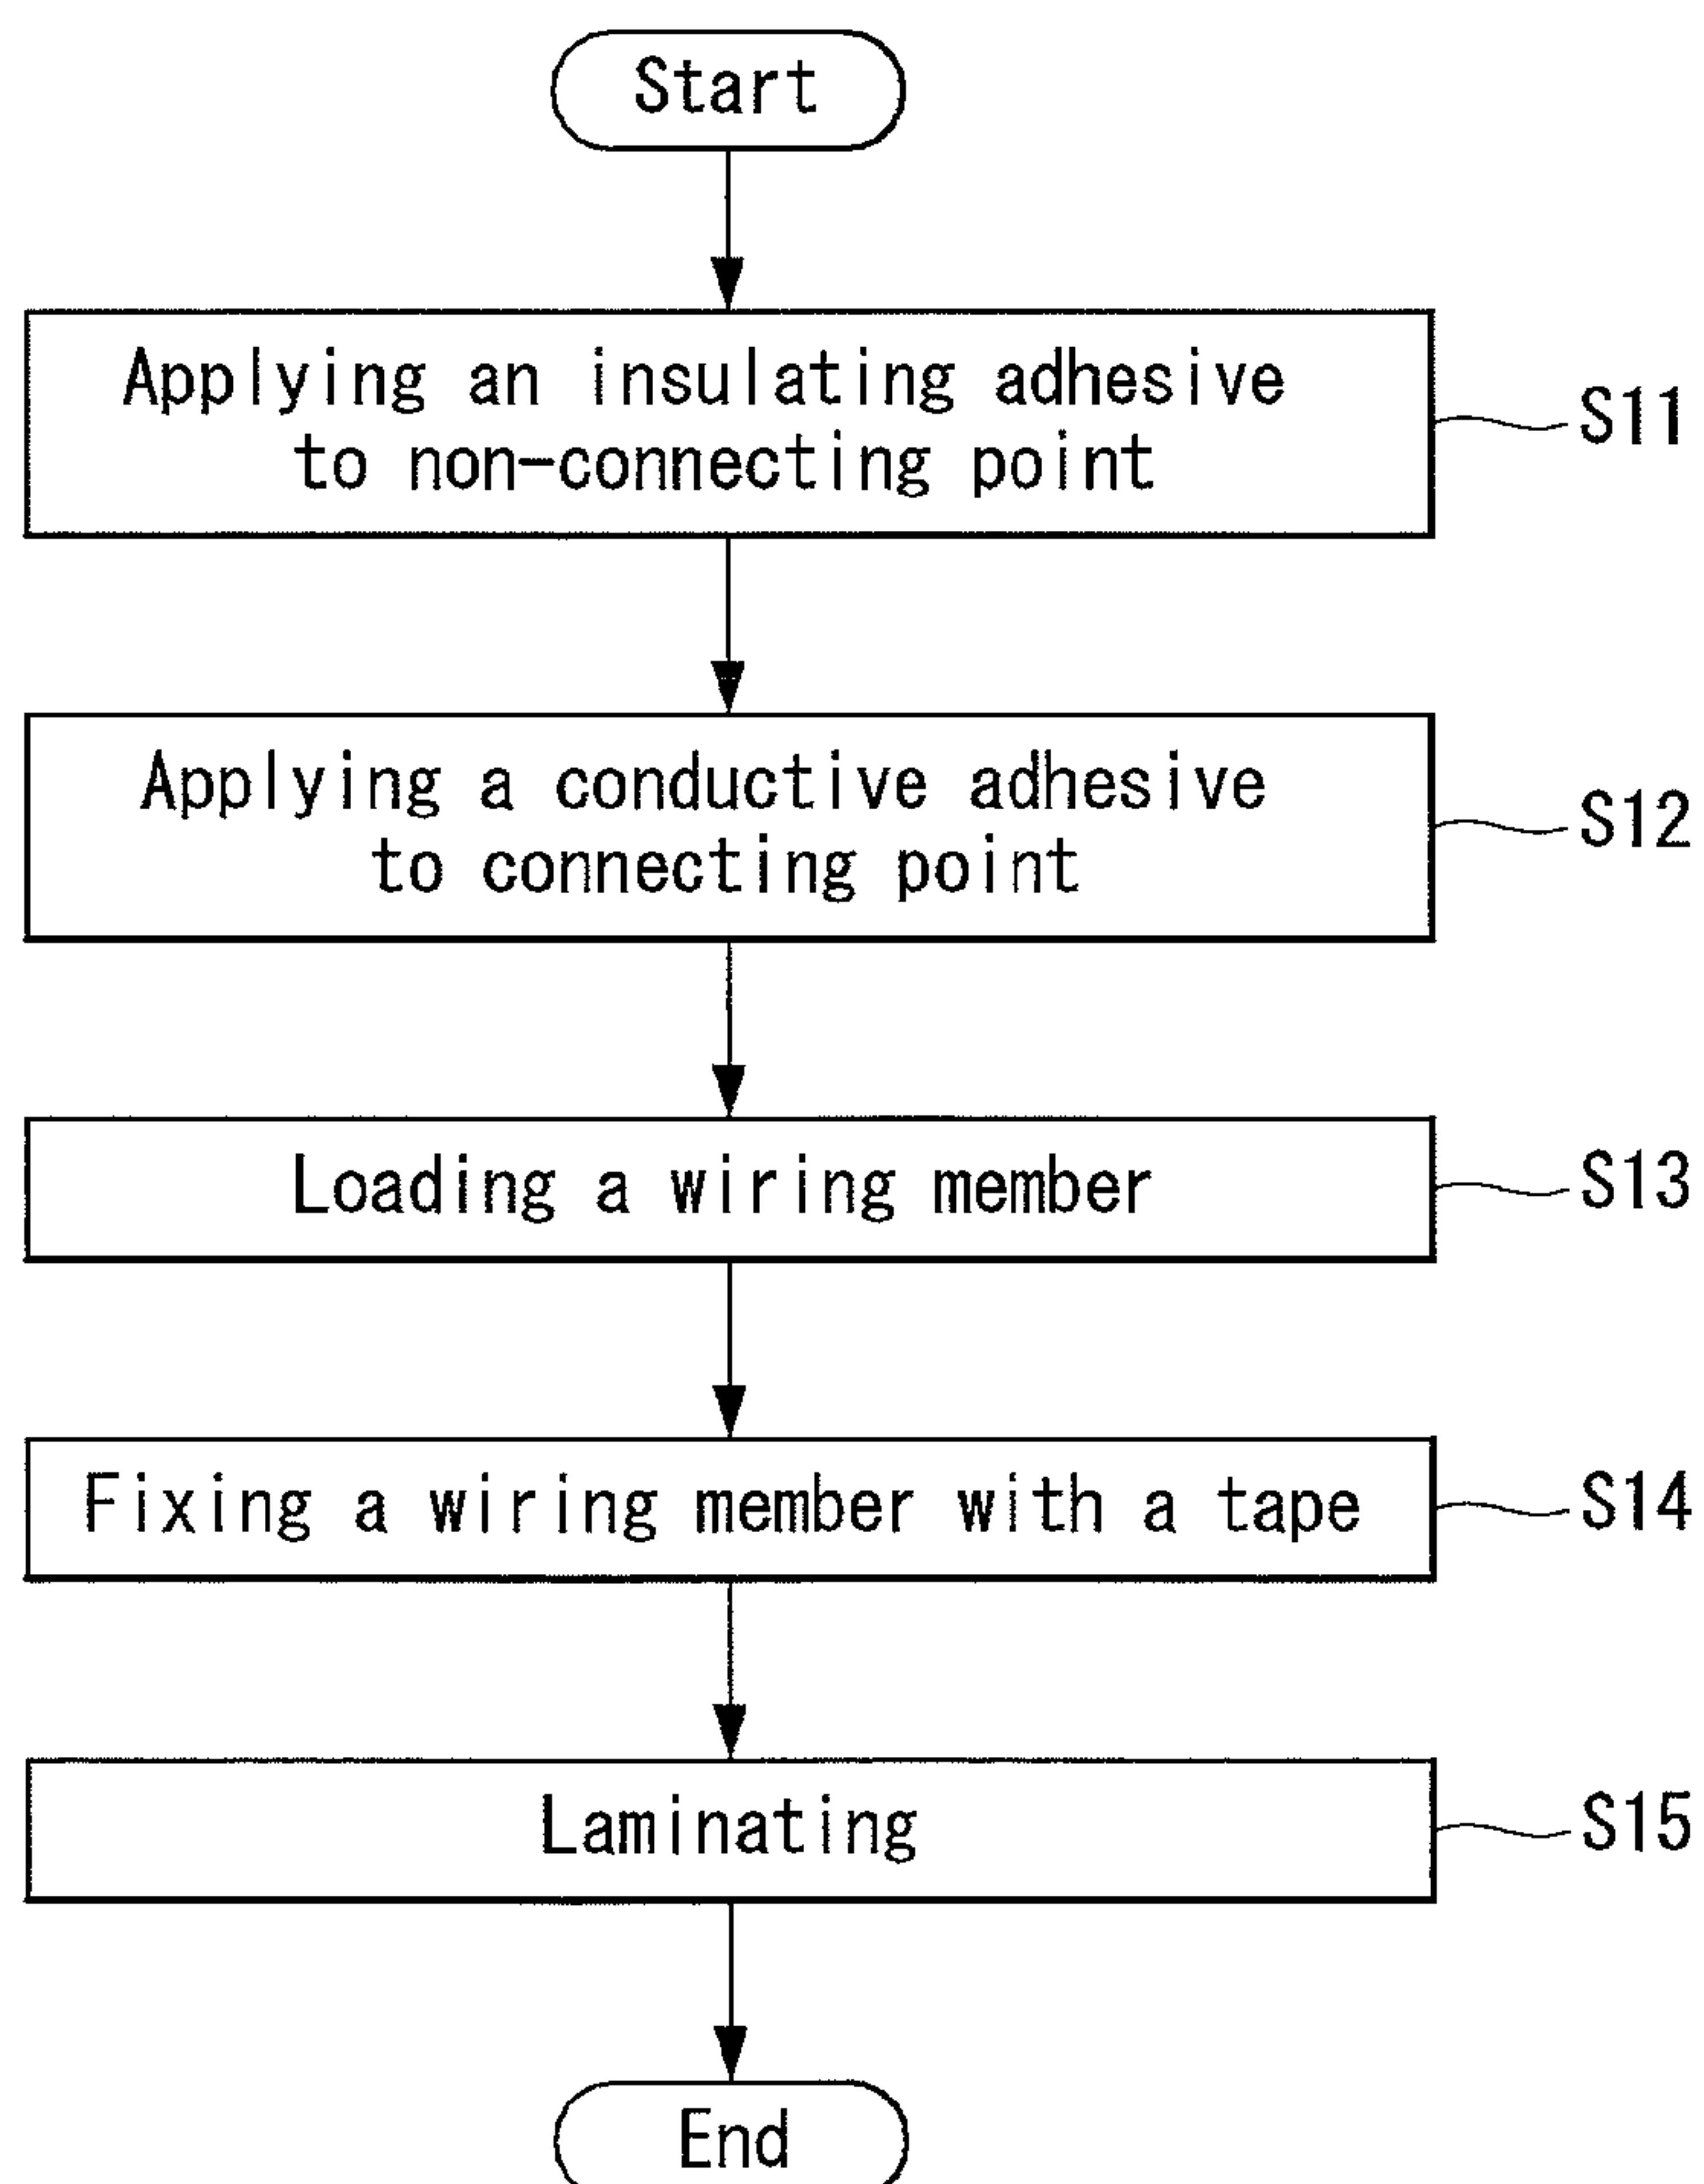 Start
Applying an insulating adhesive
to non-connecting point
S11
Applying a conductive adhesive
to connecting point
S12
Loading a wiring member
S13
Fixing a wiring member with a tape
S14
Laminating
S15
End